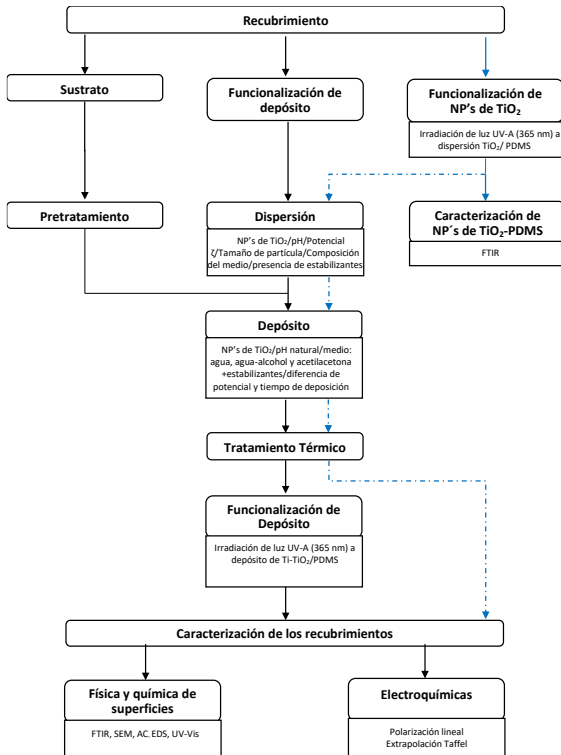 Recubrimiento
Sustrato
Funcionalización de
depósito
Funcionalización de
NP's de TiO2
Irradiación de luz UV-A (365 nm) a
dispersión TiO2/ PDMS
Pretratamiento
Dispersión
NP's de TiO2/pH/Potencial
ζ/Tamaño de partícula/Composición
del medio/presencia de estabilizantes
Caracterización de
NP´s de TiO2-PDMS
FTIR
Depósito
NP's de TiO2/pH natural/medio:
agua, agua-alcohol y acetilacetona
+estabilizantes/diferencia de
potencial y tiempo de deposición
Tratamiento Térmico
Funcionalización de
Depósito
Irradiación de luz UV-A (365 nm) a
depósito de Ti-TiO2/PDMS
Caracterización de los recubrimientos
Física y química de
superficies
FTIR, SEM, AC, EDS, UV-Vis
Electroquímicas
Polarización lineal
Extrapolación Taffel